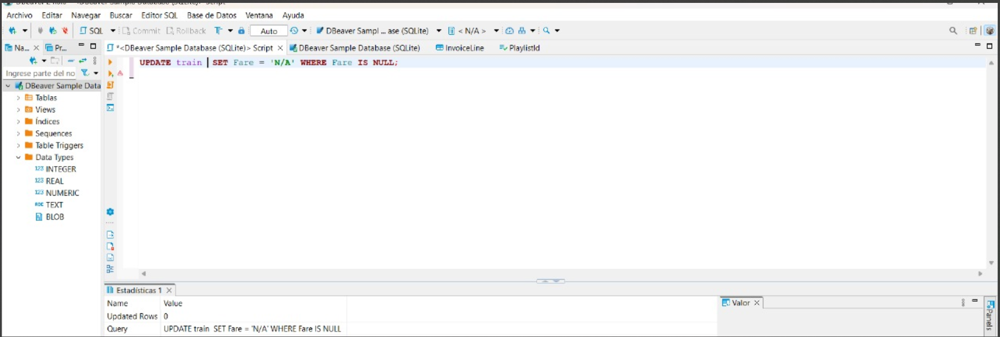 Archivo Editar Navegar Buscar Editor SQL Base de Datos Ventana Ayuda
SQL Commit Rollback Auto DBeaver Sampl ... ase (SQLite) < N/A >
Na... Pr... *<DBeaver Sample Database (SQLite)> Script DBeaver Sample Database (SQLite) InvoiceLine PlaylistId
UPDATE train SET Fare = 'N/A' WHERE Fare IS NULL;
Ingrese parte del no
DBeaver Sample Data
Tablas
Views
Índices
Sequences
Table Triggers
Data Types
123 INTEGER
123 REAL
123 NUMERIC
ABC TEXT
BLOB
Estadísticas 1
Name Value
Updated Rows 0
Query UPDATE train SET Fare = 'N/A' WHERE Fare IS NULL
Valor
Panels